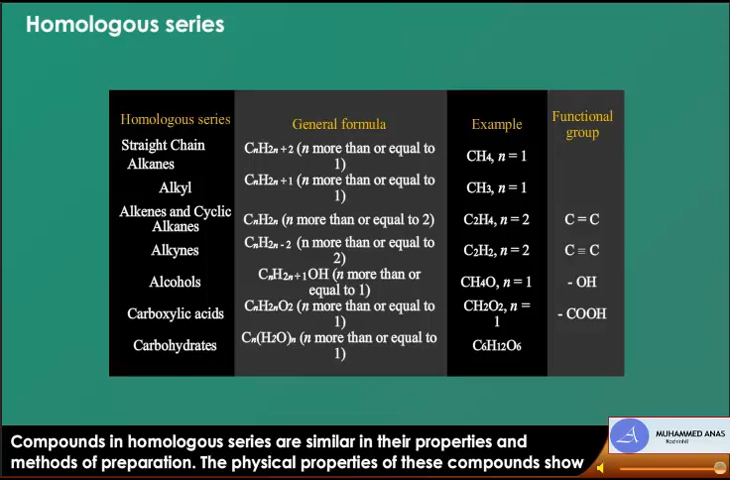 Homologous series
Homologous series General formula Example Functional group
Straight Chain Alkanes CnH2n + 2 (n more than or equal to 1) CH4, n = 1
Alkyl CnH2n + 1 (n more than or equal to 1) CH3, n = 1
Alkenes and Cyclic Alkanes CnH2n (n more than or equal to 2) C2H4, n = 2 C = C
Alkynes CnH2n - 2 (n more than or equal to 2) C2H2, n = 2 C ≡ C
Alcohols CnH2n + 1OH (n more than or equal to 1) CH4O, n = 1 - OH
Carboxylic acids CnH2nO2 (n more than or equal to 1) CH2O2, n = 1 - COOH
Carbohydrates Cn(H2O)n (n more than or equal to 1) C6H12O6
Compounds in homologous series are similar in their properties and
methods of preparation. The physical properties of these compounds show
MUHAMMED ANAS